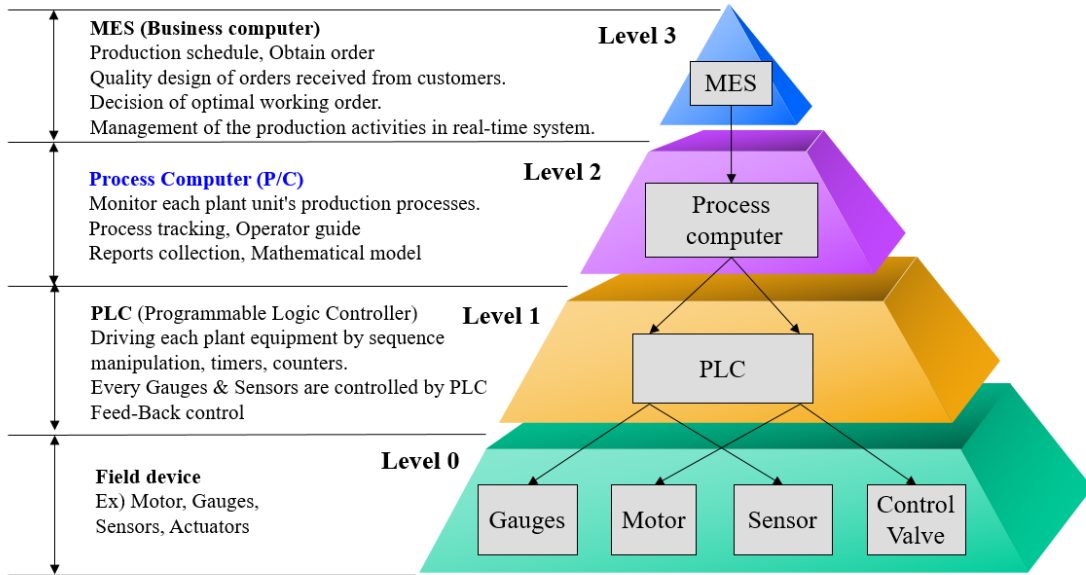 MES (Business computer)
Production schedule, Obtain order
Quality design of orders received from customers.
Decision of optimal working order.
Management of the production activities in real-time system.
Level 3
MES
Process Computer (P/C)
Monitor each plant unit's production processes.
Process tracking, Operator guide
Reports collection, Mathematical model
Level 2
Process
computer
PLC (Programmable Logic Controller)
Driving each plant equipment by sequence
manipulation, timers, counters.
Every Gauges & Sensors are controlled by PLC
Feed-Back control
Level 1
PLC
Field device
Ex) Motor, Gauges,
Sensors, Actuators
Level 0
Gauges
Motor
Sensor
Control
Valve